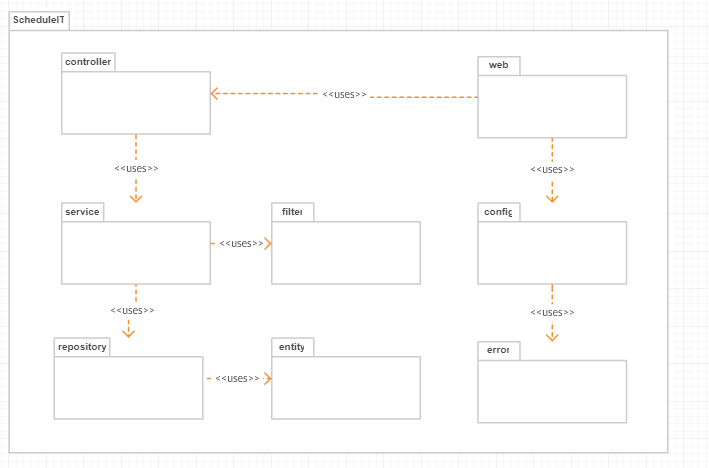 ScheduleIT
controller
web
<<uses>>
<<uses>>
<<uses>>
service
filter
config
<<uses>>
<<uses>>
<<uses>>
repository
entity
error
<<uses>>